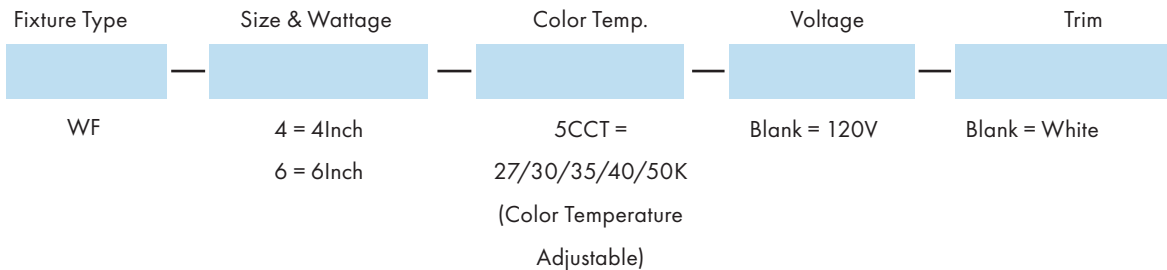 Fixture Type Size & Wattage Color Temp. Voltage Trim
WF 4 = 4Inch 5CCT = Blank = 120V Blank = White
6 = 6Inch 27/30/35/40/50K
(Color Temperature
Adjustable)